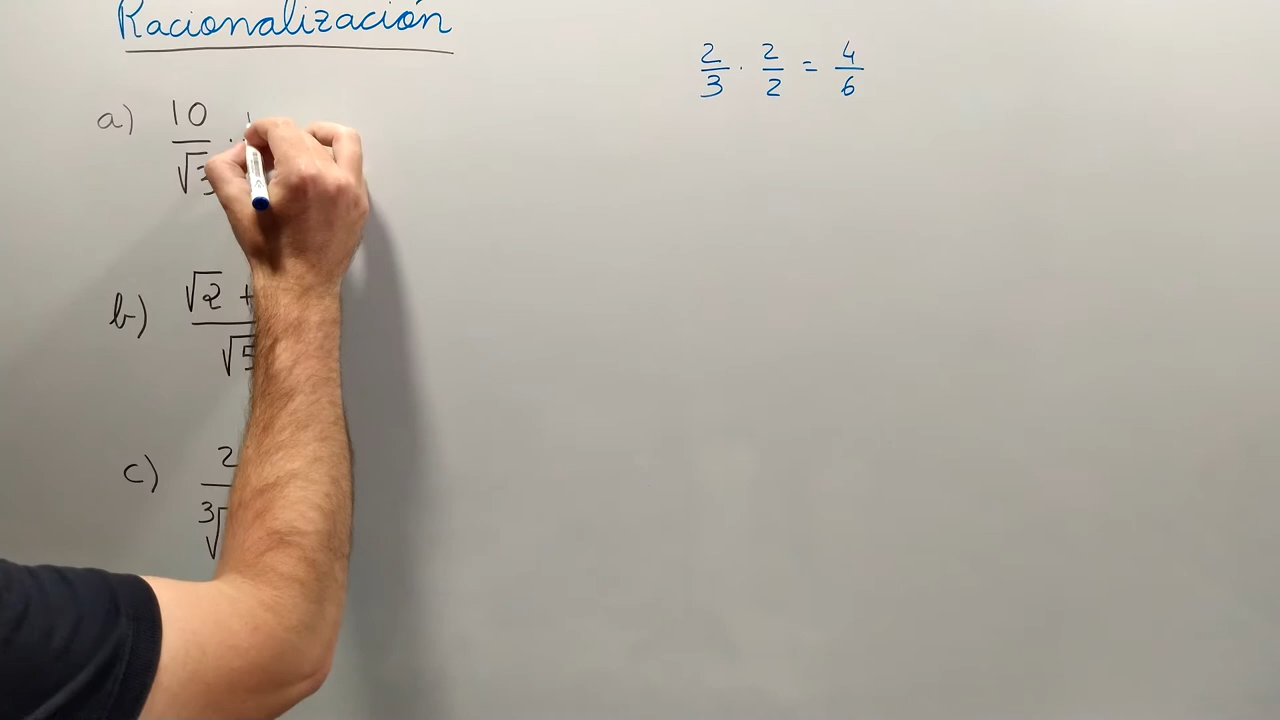 Racionalización
2/3 · 2/2 = 4/6
a) 10/√3 ·
b) √2 + / √5
c) 2 / ³√